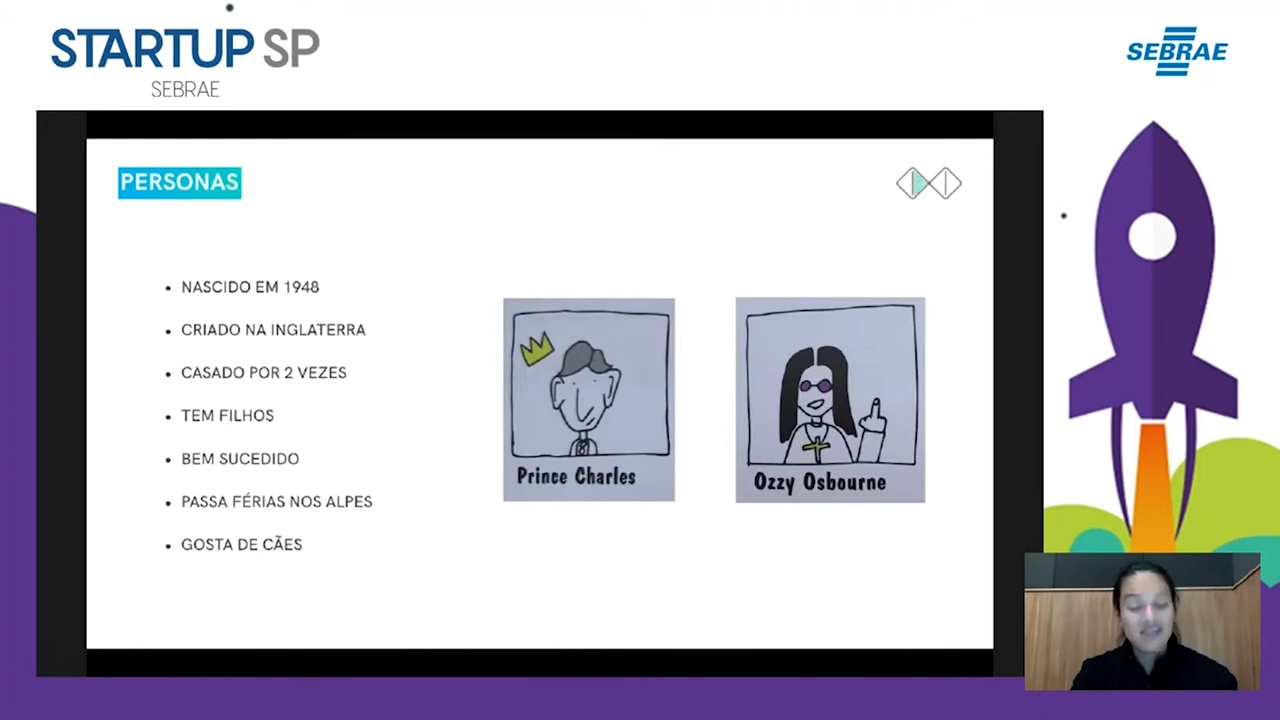 STARTUP SP
SEBRAE
SEBRAE
PERSONAS
• NASCIDO EM 1948
• CRIADO NA INGLATERRA
• CASADO POR 2 VEZES
• TEM FILHOS
• BEM SUCEDIDO
• PASSA FÉRIAS NOS ALPES
• GOSTA DE CÃES
Prince Charles
Ozzy Osbourne